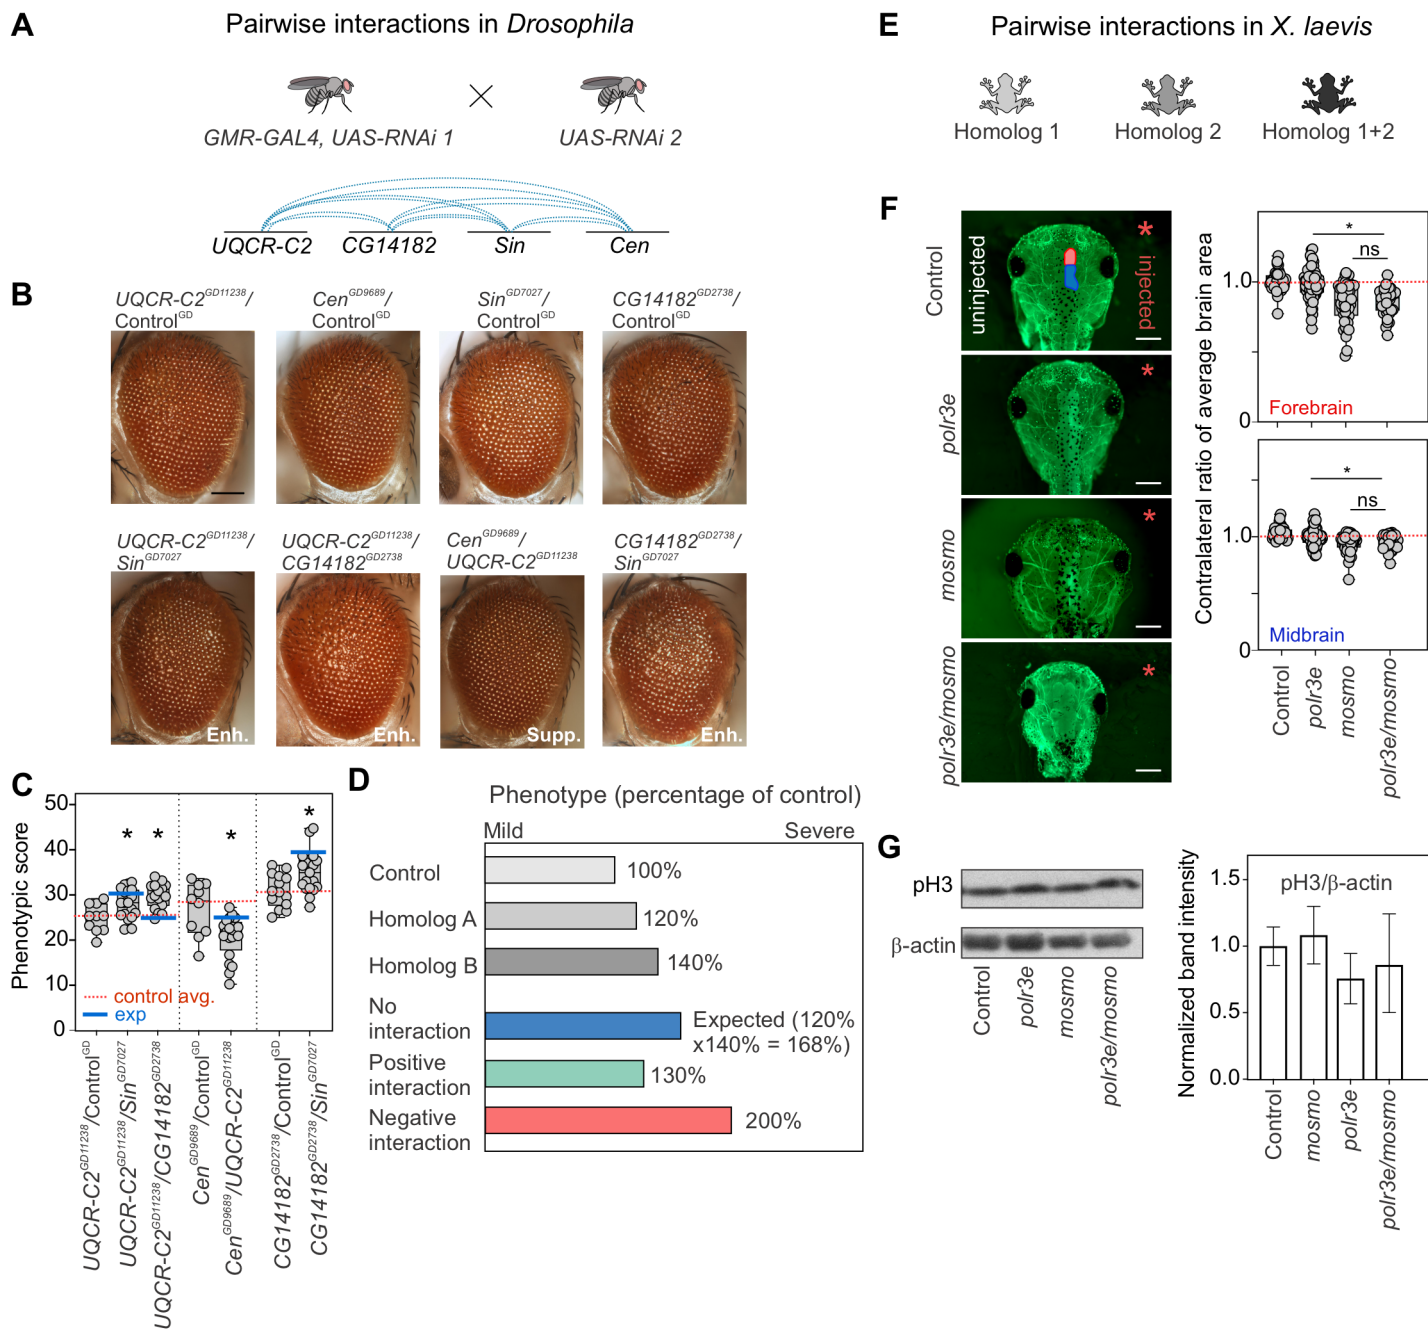 A
Pairwise interactions in Drosophila
GMR-GAL4, UAS-RNAi 1
UAS-RNAi 2
UQCR-C2
CG14182
Sin
Cen
B
UQCR-C2GD11238/
ControlGD
CenGD9689/
ControlGD
SinGD7027/
ControlGD
CG14182GD2738/
ControlGD
UQCR-C2GD11238/
SinGD7027
UQCR-C2GD11238/
CG14182GD2738
CenGD9689/
UQCR-C2GD11238
CG14182GD2738/
SinGD7027
Enh.
Enh.
Supp.
Enh.
C
Phenotypic score
50
40
30
20
10
0
*
*
*
*
control avg.
exp
UQCR-C2GD11238/ControlGD
UQCR-C2GD11238/SinGD7027
UQCR-C2GD11238/CG14182GD2738
CenGD9689/ControlGD
CenGD9689/UQCR-C2GD11238
CG14182GD2738/ControlGD
CG14182GD2738/SinGD7027
D
Phenotype (percentage of control)
Mild
Severe
Control
100%
Homolog A
120%
Homolog B
140%
No
interaction
Expected (120%
x140% = 168%)
Positive
interaction
130%
Negative
interaction
200%
E
Pairwise interactions in X. laevis
Homolog 1
Homolog 2
Homolog 1+2
F
Control
uninjected
*
injected
polr3e
*
mosmo
*
polr3e/mosmo
*
Contralateral ratio of average brain area
*
ns
1.0
0
Forebrain
*
ns
1.0
0
Midbrain
Control
polr3e
mosmo
polr3e/mosmo
G
pH3
β-actin
Control
polr3e
mosmo
polr3e/mosmo
Normalized band intensity
pH3/β-actin
1.5
1.0
0.5
0.0
Control
mosmo
polr3e
polr3e/mosmo